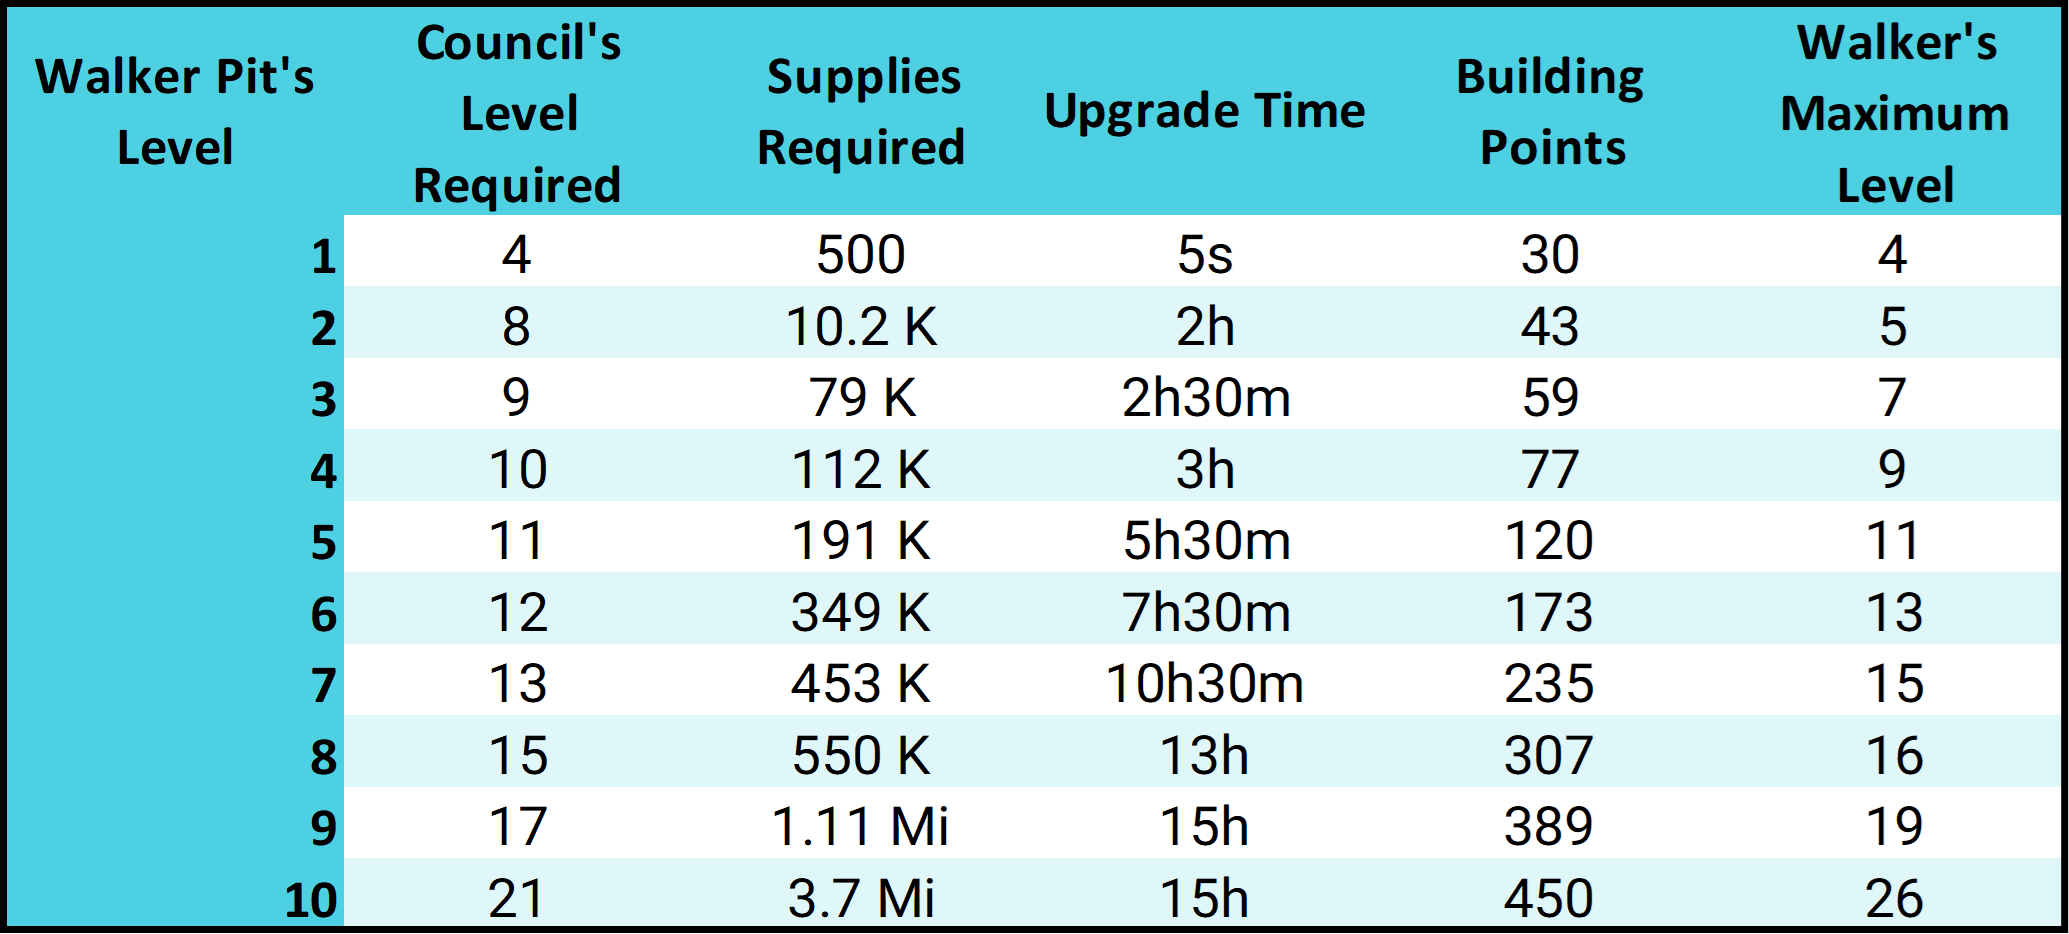 Walker Pit's Level Council's Level Required Supplies Required Upgrade Time Building Points Walker's Maximum Level
1 4 500 5s 30 4
2 8 10.2 K 2h 43 5
3 9 79 K 2h30m 59 7
4 10 112 K 3h 77 9
5 11 191 K 5h30m 120 11
6 12 349 K 7h30m 173 13
7 13 453 K 10h30m 235 15
8 15 550 K 13h 307 16
9 17 1.11 Mi 15h 389 19
10 21 3.7 Mi 15h 450 26